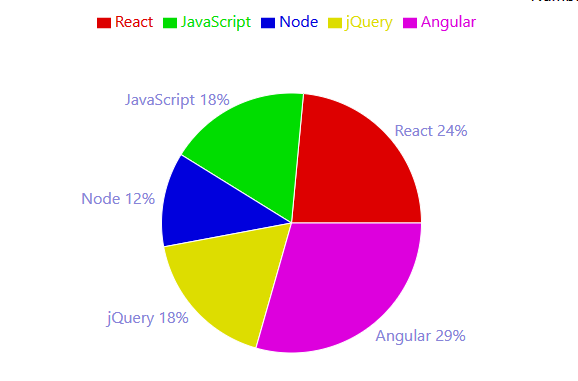 React JavaScript Node jQuery Angular
JavaScript 18%
React 24%
Node 12%
jQuery 18%
Angular 29%